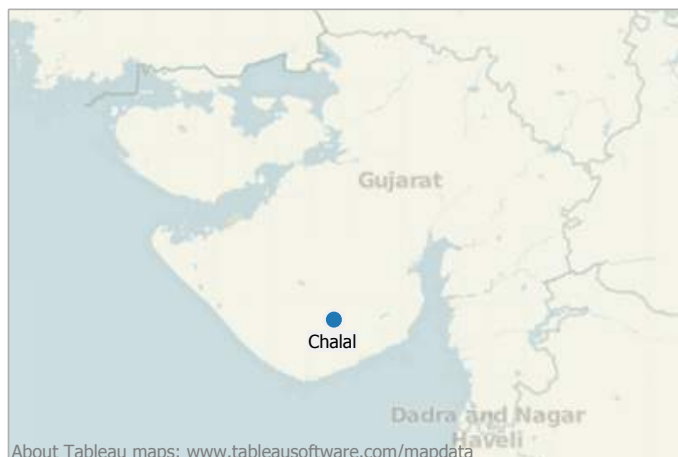 Gujarat
Chalal
Dadra and Nagar
Haveli
About Tableau maps: www.tableausoftware.com/mapdata